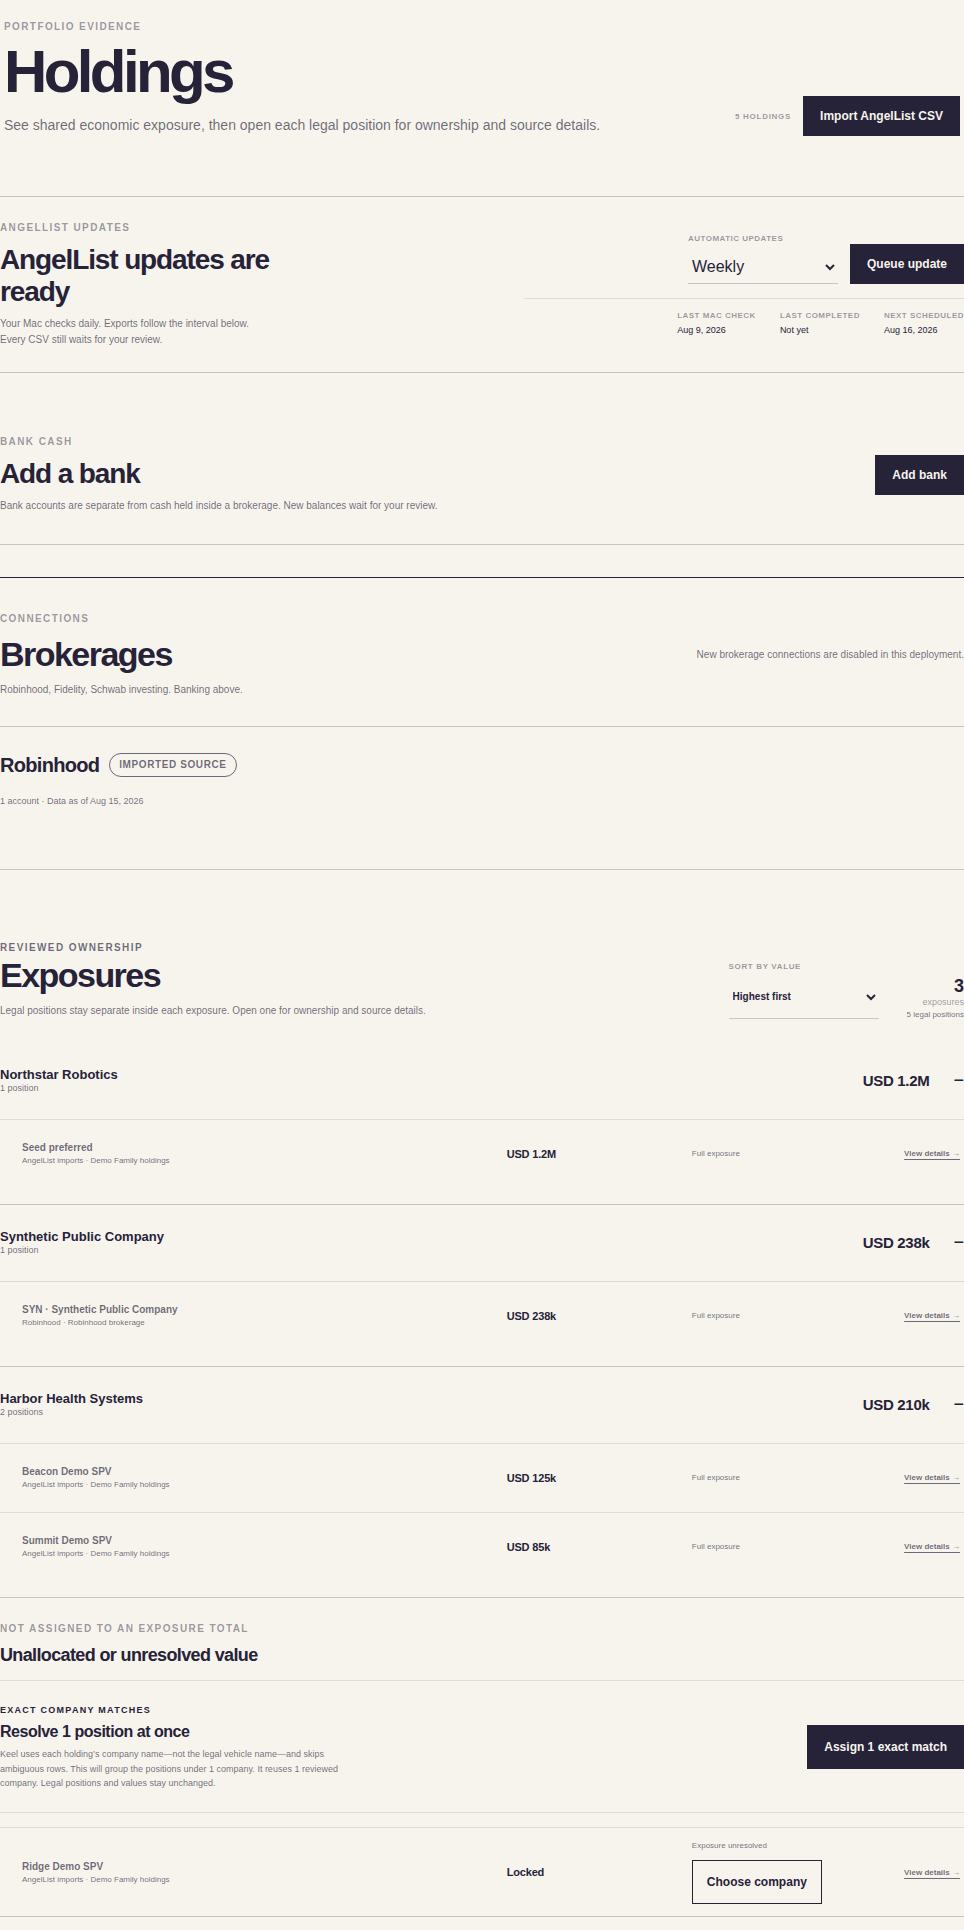 PORTFOLIO EVIDENCE
Holdings
See shared economic exposure, then open each legal position for ownership and source details.
5 HOLDINGS
Import AngelList CSV
ANGELLIST UPDATES
AngelList updates are
ready
Your Mac checks daily. Exports follow the interval below.
Every CSV still waits for your review.
AUTOMATIC UPDATES
Weekly
Queue update
LAST MAC CHECK
Aug 9, 2026
LAST COMPLETED
Not yet
NEXT SCHEDULED
Aug 16, 2026
BANK CASH
Add a bank
Bank accounts are separate from cash held inside a brokerage. New balances wait for your review.
Add bank
CONNECTIONS
Brokerages
Robinhood, Fidelity, Schwab investing. Banking above.
New brokerage connections are disabled in this deployment.
Robinhood
IMPORTED SOURCE
1 account · Data as of Aug 15, 2026
REVIEWED OWNERSHIP
Exposures
Legal positions stay separate inside each exposure. Open one for ownership and source details.
SORT BY VALUE
Highest first
3
exposures
5 legal positions
Northstar Robotics
1 position
USD 1.2M
–
Seed preferred
AngelList imports · Demo Family holdings
USD 1.2M
Full exposure
View details →
Synthetic Public Company
1 position
USD 238k
–
SYN · Synthetic Public Company
Robinhood · Robinhood brokerage
USD 238k
Full exposure
View details →
Harbor Health Systems
2 positions
USD 210k
–
Beacon Demo SPV
AngelList imports · Demo Family holdings
USD 125k
Full exposure
View details →
Summit Demo SPV
AngelList imports · Demo Family holdings
USD 85k
Full exposure
View details →
NOT ASSIGNED TO AN EXPOSURE TOTAL
Unallocated or unresolved value
EXACT COMPANY MATCHES
Resolve 1 position at once
Keel uses each holding's company name—not the legal vehicle name—and skips
ambiguous rows. This will group the positions under 1 company. It reuses 1 reviewed
company. Legal positions and values stay unchanged.
Assign 1 exact match
Ridge Demo SPV
AngelList imports · Demo Family holdings
Locked
Exposure unresolved
Choose company
View details →